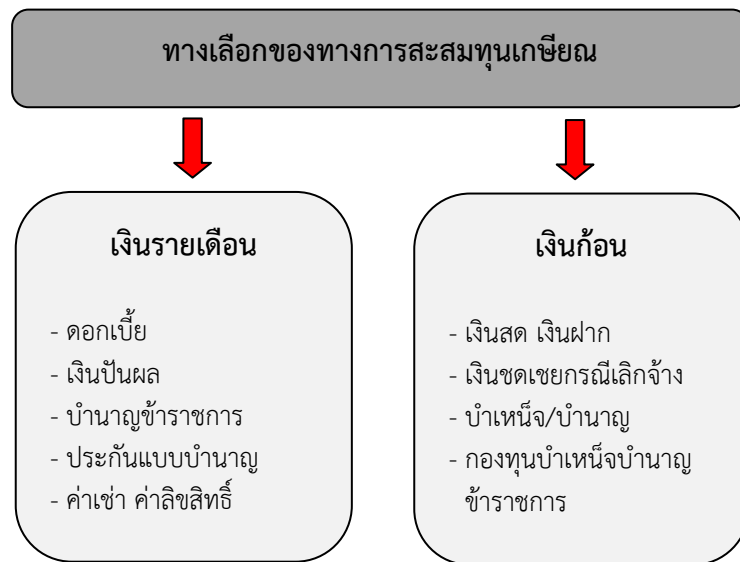 ทางเลือกของทางการสะสมทุนเกษียณ
เงินรายเดือน
- ดอกเบี้ย
- เงินปันผล
- บำนาญข้าราชการ
- ประกันแบบบำนาญ
- ค่าเช่า ค่าลิขสิทธิ์
เงินก้อน
- เงินสด เงินฝาก
- เงินชดเชยกรณีเลิกจ้าง
- บำเหน็จ/บำนาญ
- กองทุนบำเหน็จบำนาญ
ข้าราชการ